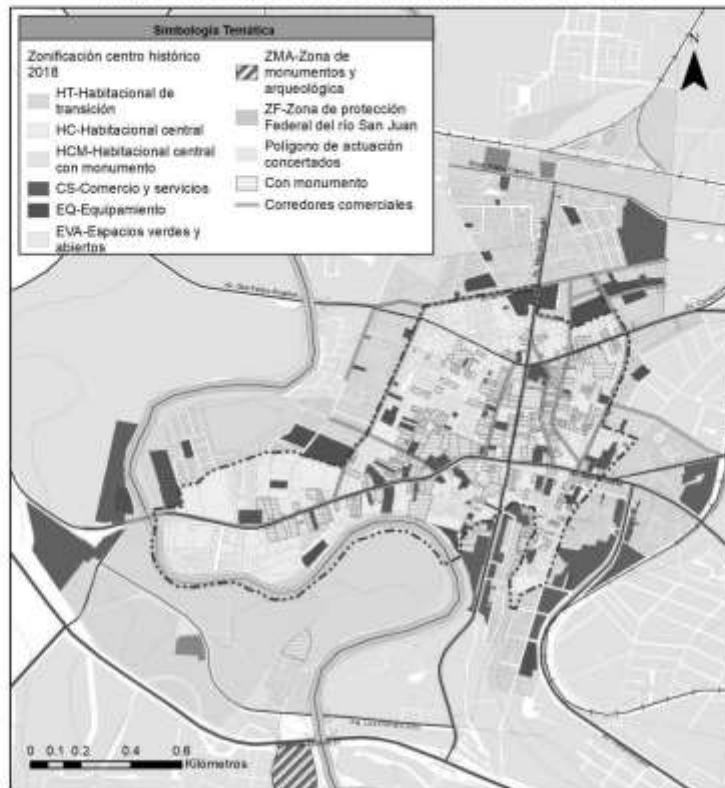 Simbología Temática
Zonificación centro histórico
2018
HT-Habitacional de
transición
HC-Habitacional central
HCM-Habitacional central
con monumento
CS-Comercio y servicios
EQ-Equipamiento
EVA-Espacios verdes y
abiertos
ZMA-Zona de
monumentos y
arqueológica
ZF-Zona de protección
Federal del río San Juan
Polígono de actuación
concertados
Con monumento
Corredores comerciales
N
0 0.1 0.2 0.4 0.6
Kilómetros